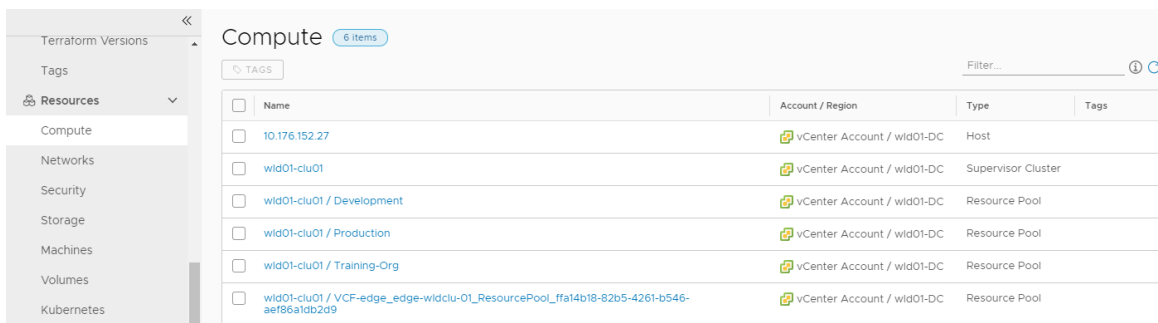 «
Terraform Versions
Tags
Resources
Compute
Networks
Security
Storage
Machines
Volumes
Kubernetes
Compute 6 items
TAGS
Filter...
Name Account / Region Type Tags
10.176.152.27 vCenter Account / wld01-DC Host
wld01-clu01 vCenter Account / wld01-DC Supervisor Cluster
wld01-clu01 / Development vCenter Account / wld01-DC Resource Pool
wld01-clu01 / Production vCenter Account / wld01-DC Resource Pool
wld01-clu01 / Training-Org vCenter Account / wld01-DC Resource Pool
wld01-clu01 / VCF-edge_edge-wldclu-01_ResourcePool_ffa14b18-82b5-4261-b546- vCenter Account / wld01-DC Resource Pool
aef86a1db2d9